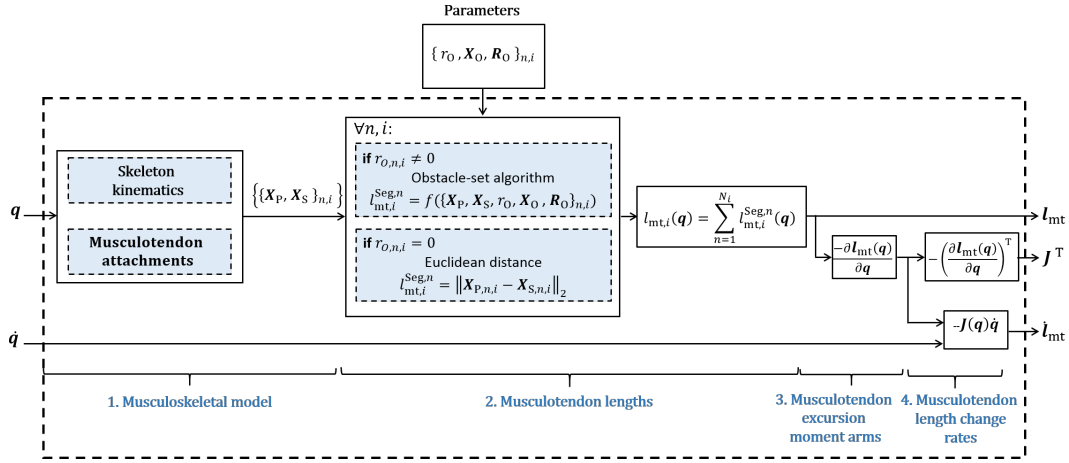 Parameters
{ r_O , X_O, R_O }_{n,i}
∀n, i:
if r_{O,n,i} ≠ 0
Obstacle-set algorithm
l_{mt,i}^{Seg,n} = f({X_P, X_S, r_O, X_O , R_O}_{n,i})
if r_{O,n,i} = 0
Euclidean distance
l_{mt,i}^{Seg,n} = ‖X_{P,n,i} − X_{S,n,i}‖_2
Skeleton
kinematics
Musculotendon
attachments
{{X_P, X_S }_{n,i}}
q
q̇
l_{mt,i}(q) = ∑_{n=1}^{N_i} l_{mt,i}^{Seg,n}(q)
−∂l_mt(q)/∂q
−(∂l_mt(q)/∂q)^T
-J(q)q̇
l_mt
J^T
l̇_mt
1. Musculoskeletal model
2. Musculotendon lengths
3. Musculotendon
excursion
moment arms
4. Musculotendon
length change
rates